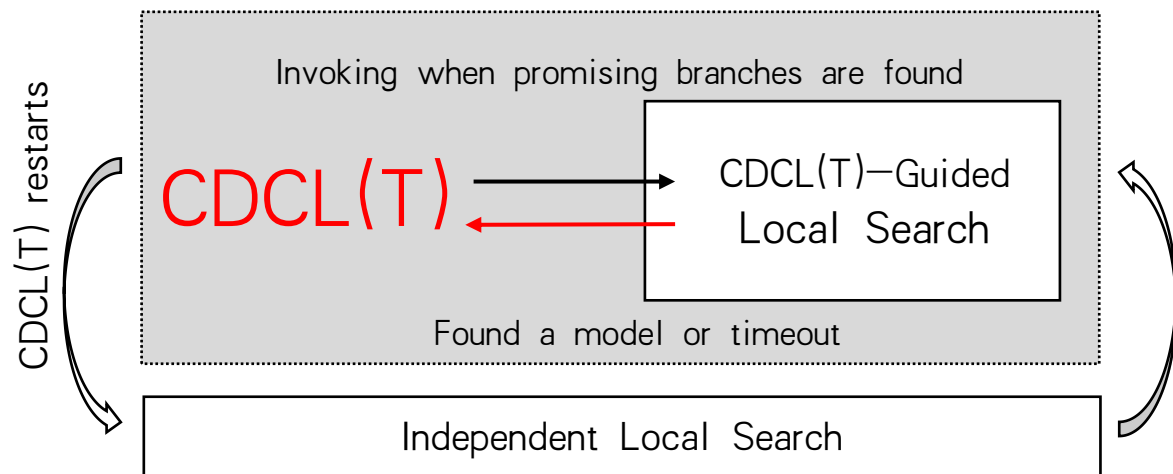 Invoking when promising branches are found
CDCL(T) restarts
CDCL(T)
CDCL(T)—Guided
Local Search
Found a model or timeout
Independent Local Search